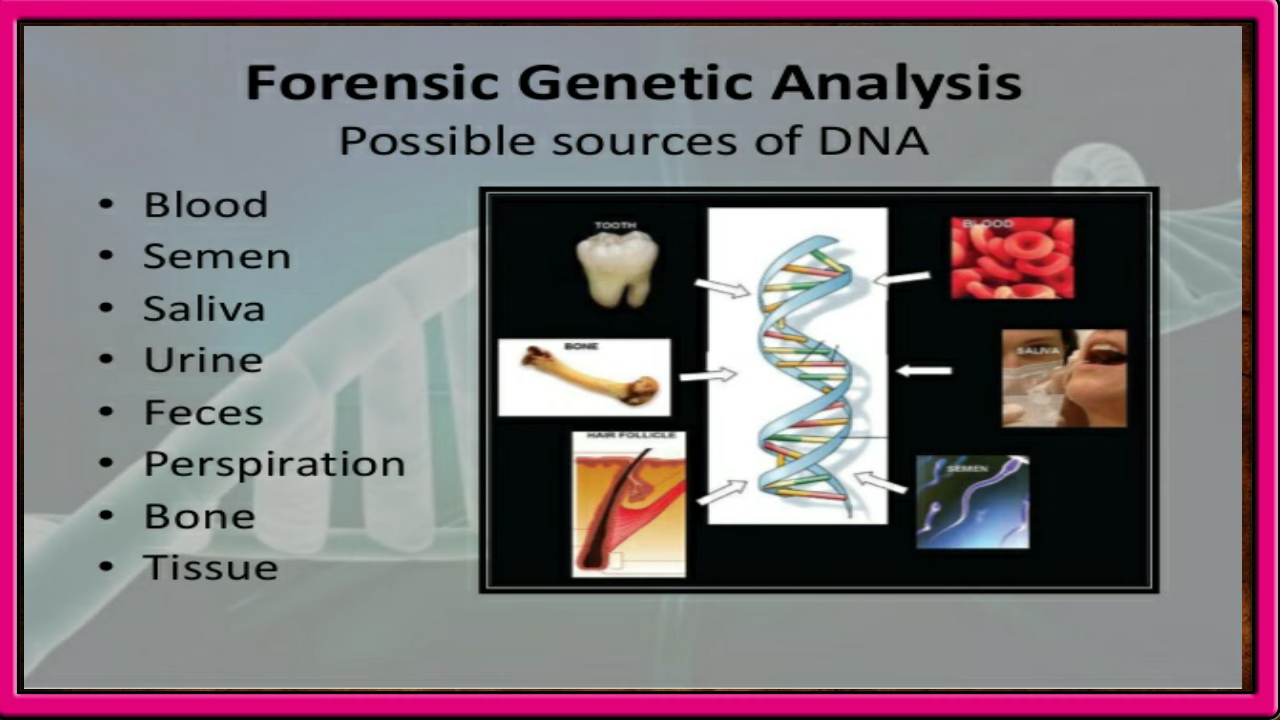 Forensic Genetic Analysis
Possible sources of DNA
• Blood
• Semen
• Saliva
• Urine
• Feces
• Perspiration
• Bone
• Tissue
TOOTH
BLOOD
BONE
SALIVA
HAIR FOLLICLE
SEMEN